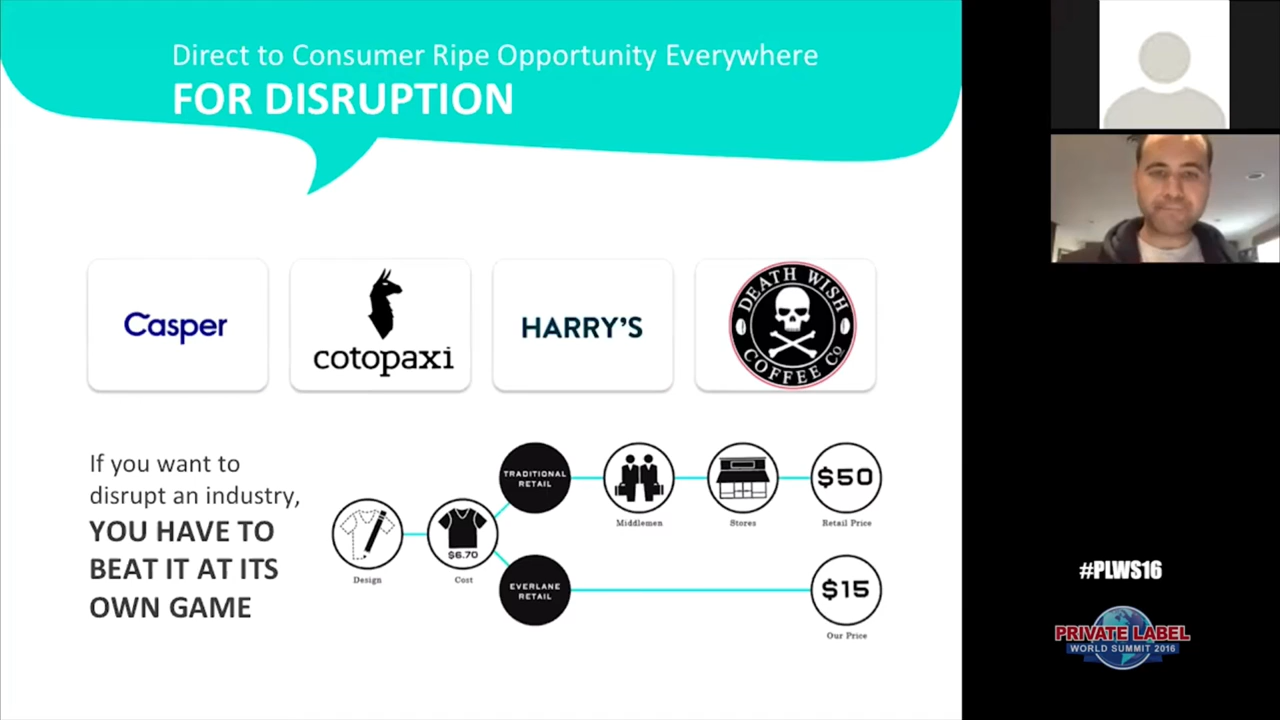 Direct to Consumer Ripe Opportunity Everywhere
FOR DISRUPTION
Casper
cotopaxi
HARRY'S
DEATH WISH
COFFEE CO
If you want to
disrupt an industry,
YOU HAVE TO
BEAT IT AT ITS
OWN GAME
Design
$6.70
Cost
TRADITIONAL
RETAIL
Middlemen
Stores
$50
Retail Price
EVERLANE
RETAIL
$15
Our Price
#PLWS16
PRIVATE LABEL
WORLD SUMMIT 2016